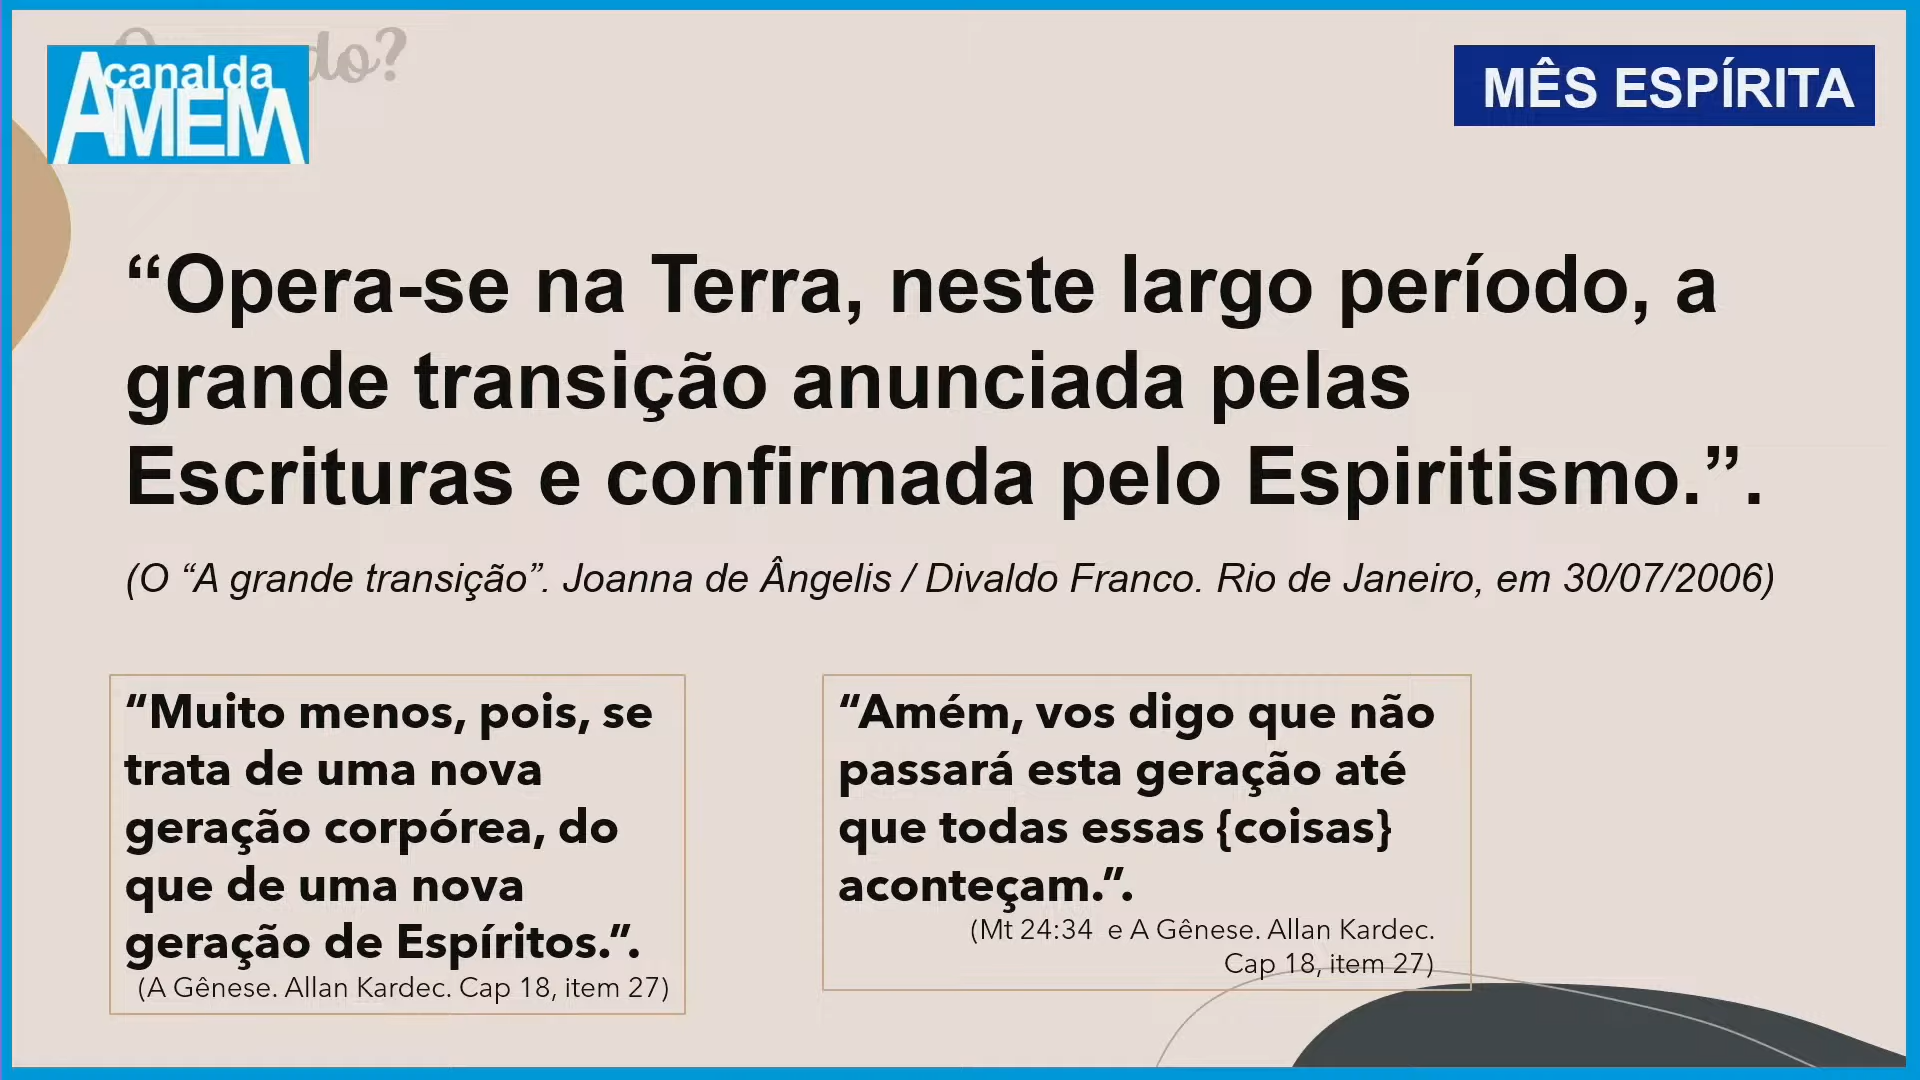 do?
canal da
AMEM
MÊS ESPÍRITA
“Opera-se na Terra, neste largo período, a
grande transição anunciada pelas
Escrituras e confirmada pelo Espiritismo.”.
(O “A grande transição”. Joanna de Ângelis / Divaldo Franco. Rio de Janeiro, em 30/07/2006)
“Muito menos, pois, se
trata de uma nova
geração corpórea, do
que de uma nova
geração de Espíritos.”.
(A Gênese. Allan Kardec. Cap 18, item 27)
“Amém, vos digo que não
passará esta geração até
que todas essas {coisas}
aconteçam.”.
(Mt 24:34 e A Gênese. Allan Kardec.
Cap 18, item 27)